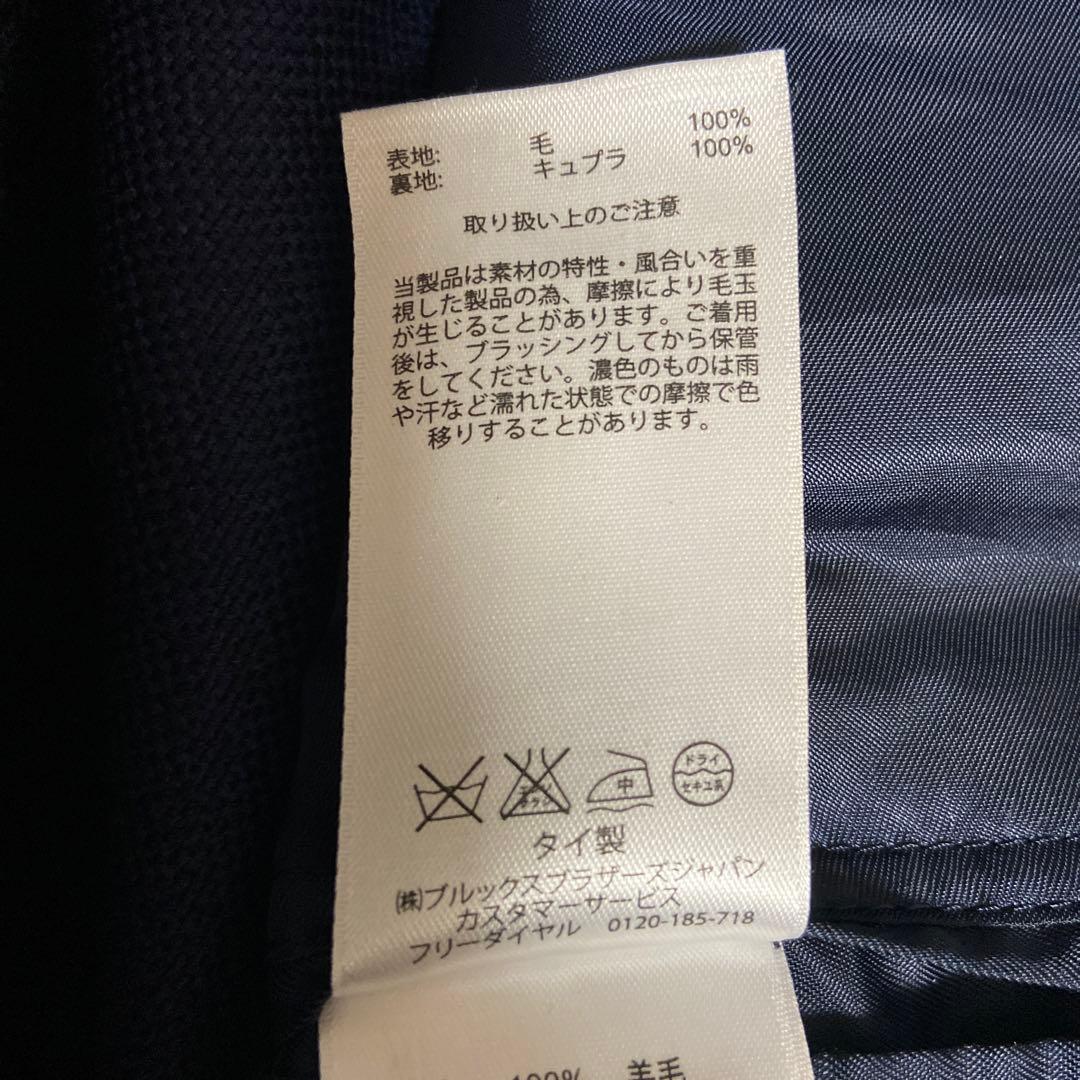 表地: 毛 100%
裏地: キュプラ 100%
取り扱い上のご注意
当製品は素材の特性・風合いを重
視した製品の為、摩擦により毛玉
が生じることがあります。ご着用
後は、ブラッシングしてから保管
をしてください。濃色のものは雨
や汗など濡れた状態での摩擦で色
移りすることがあります。
中
ドライ
セキユ系
タイ製
㈱ブルックスブラザーズジャパン
カスタマーサービス
フリーダイヤル 0120-185-718
100% 羊毛